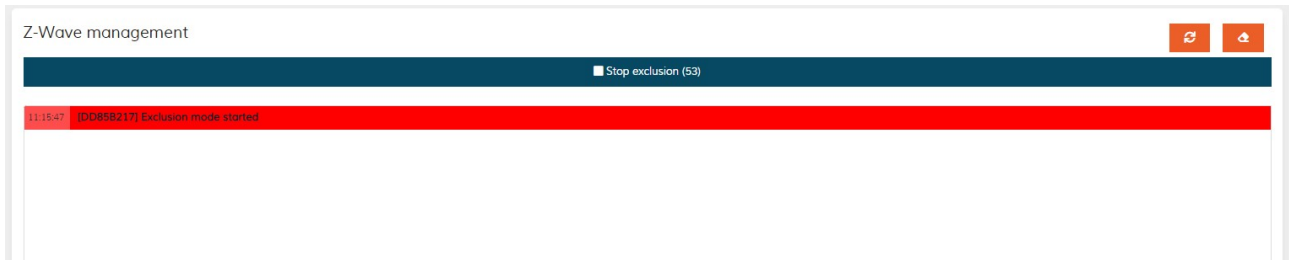 Z-Wave management
Stop exclusion (53)
11:15:47 [DD85B217] Exclusion mode started